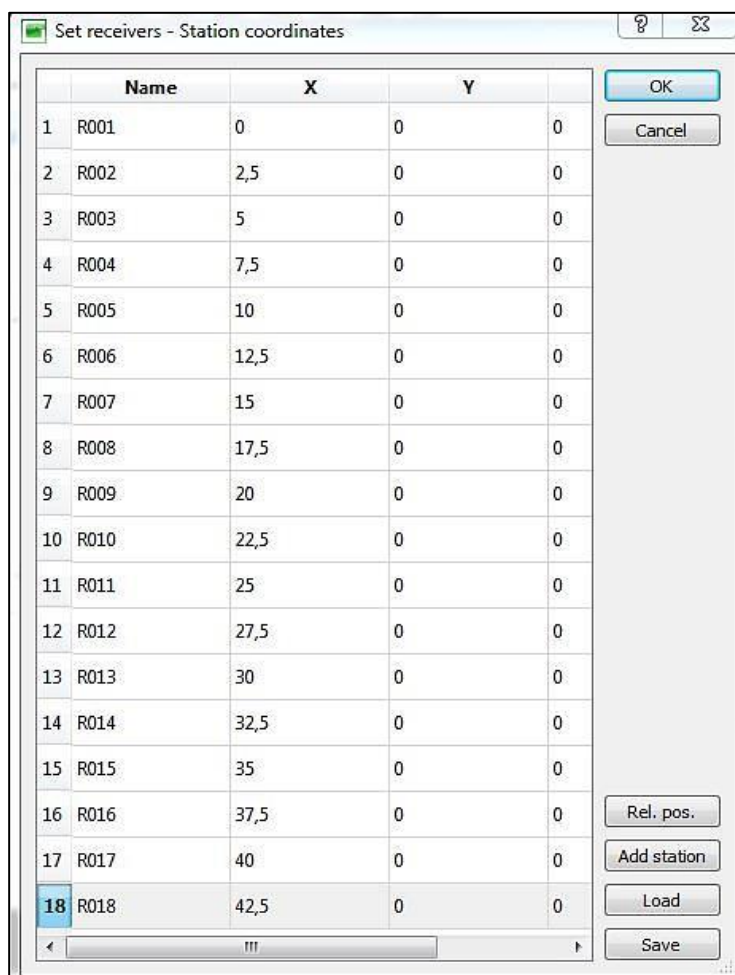 Set receivers - Station coordinates
Name X Y
1 R001 0 0 0
2 R002 2,5 0 0
3 R003 5 0 0
4 R004 7,5 0 0
5 R005 10 0 0
6 R006 12,5 0 0
7 R007 15 0 0
8 R008 17,5 0 0
9 R009 20 0 0
10 R010 22,5 0 0
11 R011 25 0 0
12 R012 27,5 0 0
13 R013 30 0 0
14 R014 32,5 0 0
15 R015 35 0 0
16 R016 37,5 0 0
17 R017 40 0 0
18 R018 42,5 0 0
OK
Cancel
Rel. pos.
Add station
Load
Save